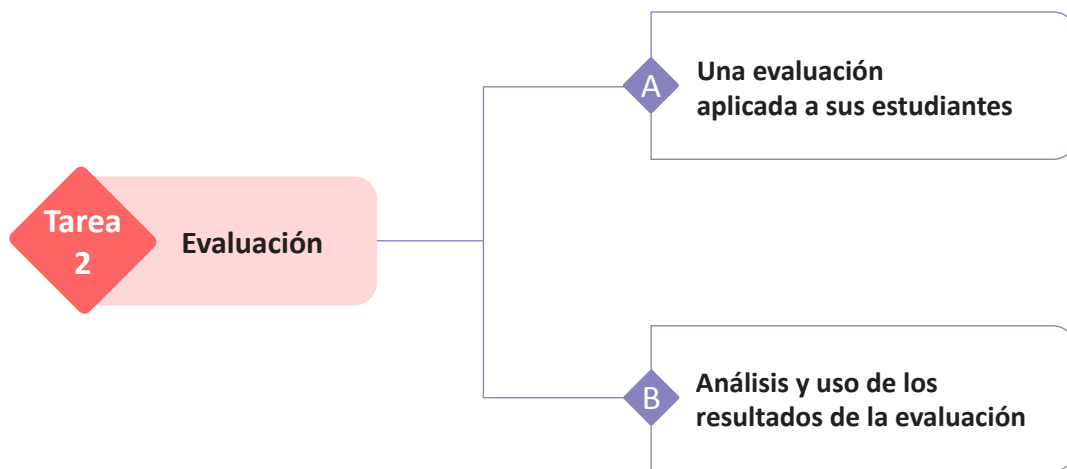 Tarea
2
Evaluación
A
Una evaluación
aplicada a sus estudiantes
B
Análisis y uso de los
resultados de la evaluación